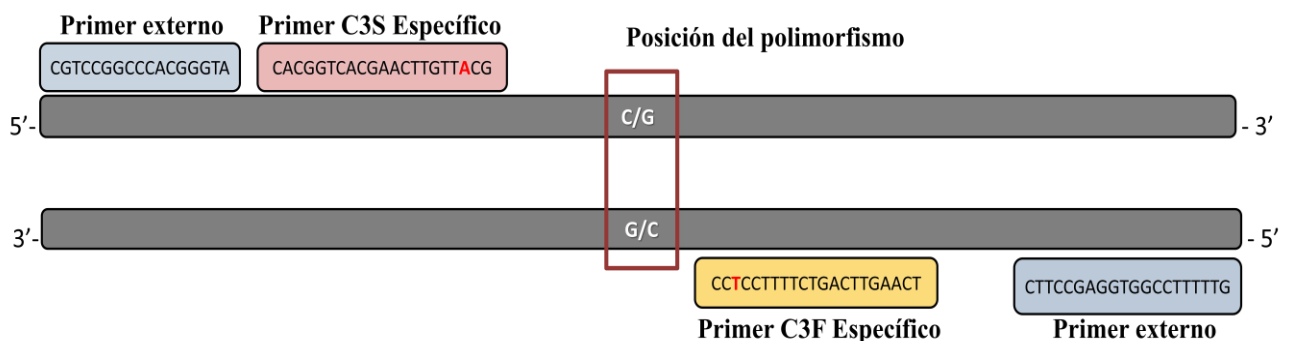 Primer externo
Primer C3S Específico
Posición del polimorfismo
CGTCCGGCCCACGGGTA
CACGGTCACGAACTTGTTACG
5’-
C/G
- 3’
3’-
G/C
- 5’
CCTCCTTTTCTGACTTGAACT
CTTCCGAGGTGGCCTTTTTG
Primer C3F Específico
Primer externo